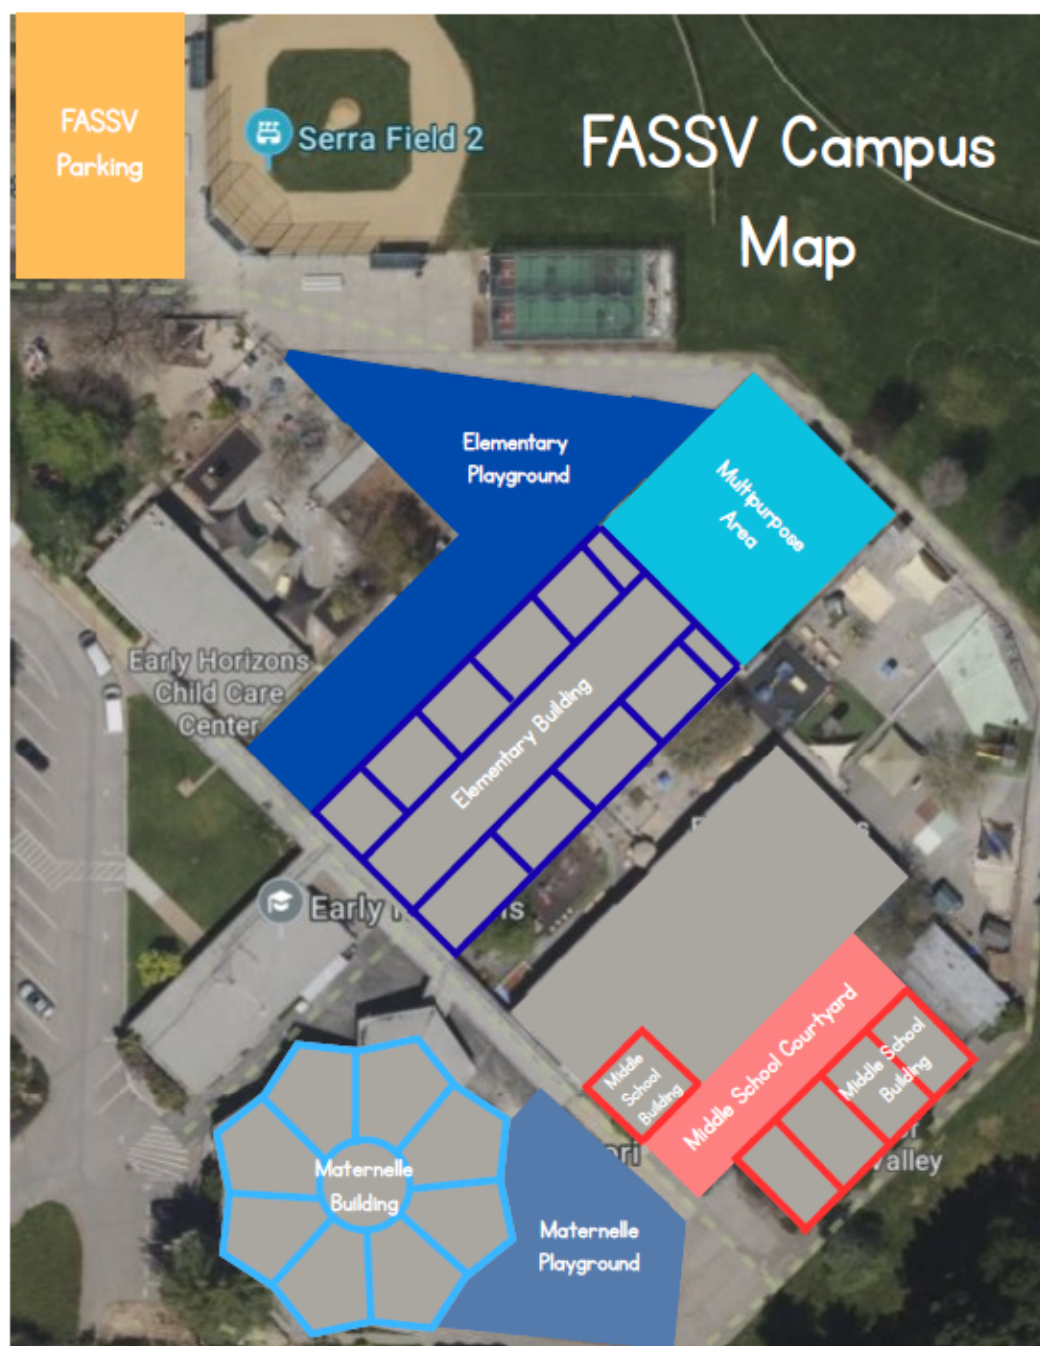 FASSV
Parking
Serra Field 2
FASSV Campus
Map
Elementary
Playground
Multipurpose
Area
Early Horizons
Child Care
Center
Elementary Building
Early
Middle School Courtyard
Middle
School
Building
Middle School
Building
Valley
Maternelle
Building
Maternelle
Playground